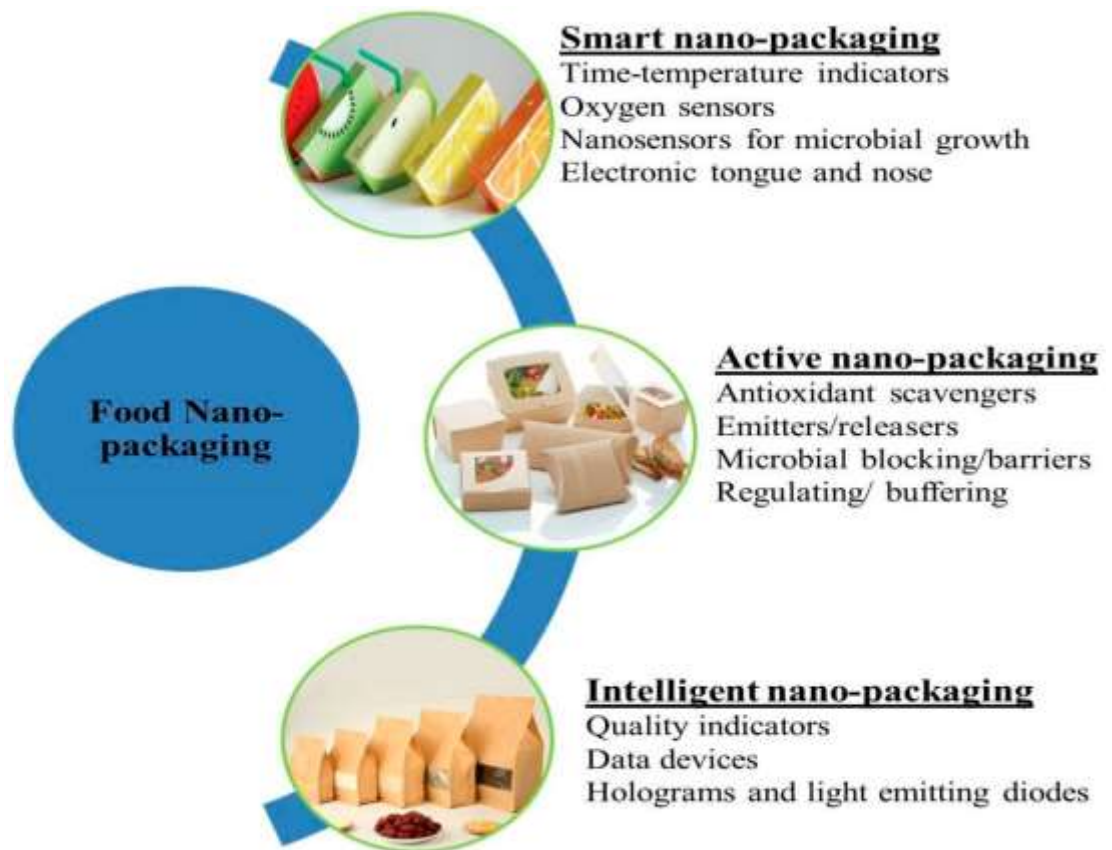 Smart nano-packaging
Time-temperature indicators
Oxygen sensors
Nanosensors for microbial growth
Electronic tongue and nose
Food Nano-
packaging
Active nano-packaging
Antioxidant scavengers
Emitters/releasers
Microbial blocking/barriers
Regulating/ buffering
Intelligent nano-packaging
Quality indicators
Data devices
Holograms and light emitting diodes